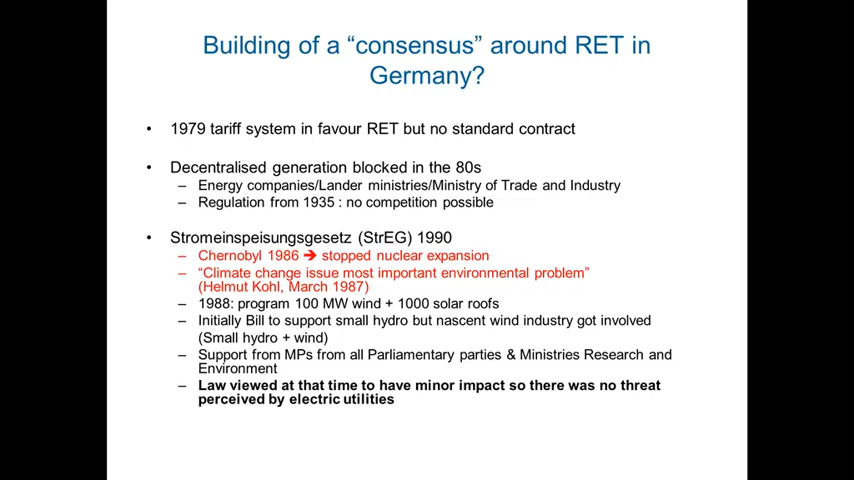 Building of a “consensus” around RET in
Germany?
• 1979 tariff system in favour RET but no standard contract
• Decentralised generation blocked in the 80s
– Energy companies/Lander ministries/Ministry of Trade and Industry
– Regulation from 1935 : no competition possible
• Stromeinspeisungsgesetz (StrEG) 1990
– Chernobyl 1986 ➔ stopped nuclear expansion
– “Climate change issue most important environmental problem”
(Helmut Kohl, March 1987)
– 1988: program 100 MW wind + 1000 solar roofs
– Initially Bill to support small hydro but nascent wind industry got involved
(Small hydro + wind)
– Support from MPs from all Parliamentary parties & Ministries Research and
Environment
– Law viewed at that time to have minor impact so there was no threat
perceived by electric utilities